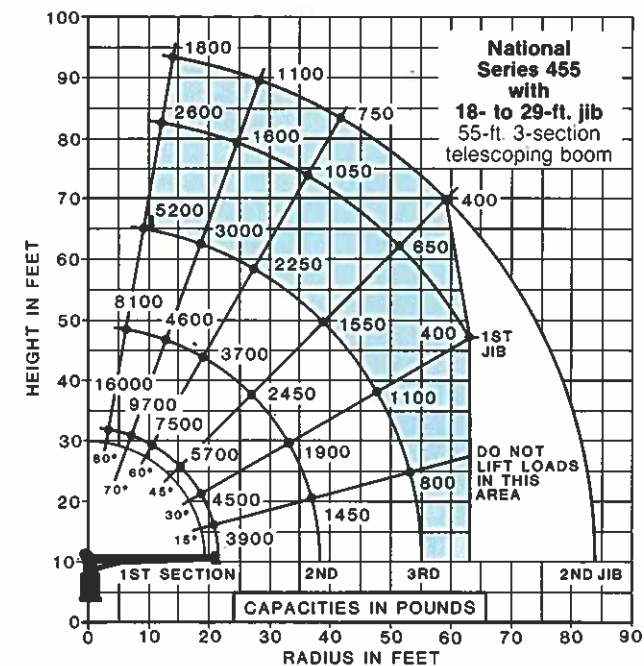 National
Series 455
with
18- to 29-ft. jib
55-ft. 3-section
telescoping boom
HEIGHT IN FEET
100
90
80
70
60
50
40
30
20
10
0
1800
1100
750
400
2600
1600
1050
650
400
1ST
JIB
5200
3000
2250
1550
1100
800
8100
4600
3700
2450
1900
1450
16000
9700
7500
5700
4500
3900
80°
70°
60°
45°
30°
15°
DO NOT
LIFT LOADS
IN THIS
AREA
1ST SECTION
2ND
3RD
2ND JIB
CAPACITIES IN POUNDS
0 10 20 30 40 50 60 70 80 90
RADIUS IN FEET